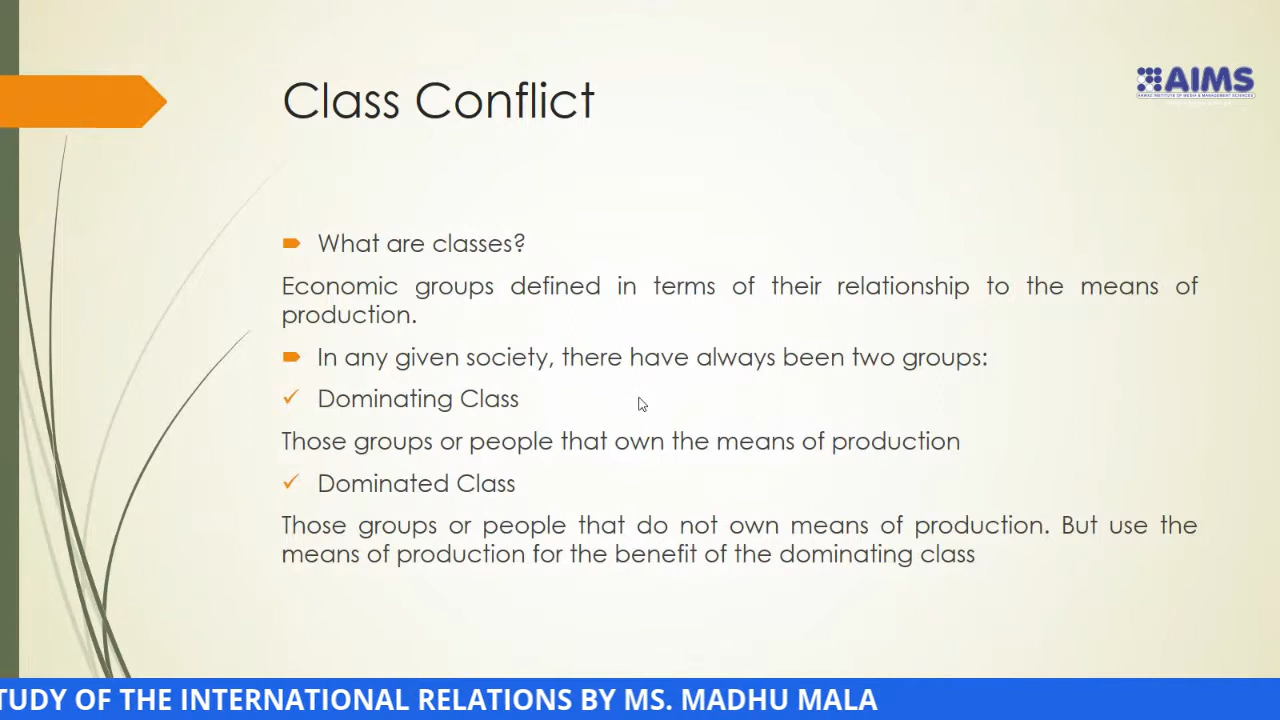 Class Conflict
AIMS
What are classes?
Economic groups defined in terms of their relationship to the means of
production.
In any given society, there have always been two groups:
Dominating Class
Those groups or people that own the means of production
Dominated Class
Those groups or people that do not own means of production. But use the
means of production for the benefit of the dominating class
TUDY OF THE INTERNATIONAL RELATIONS BY MS. MADHU MALA